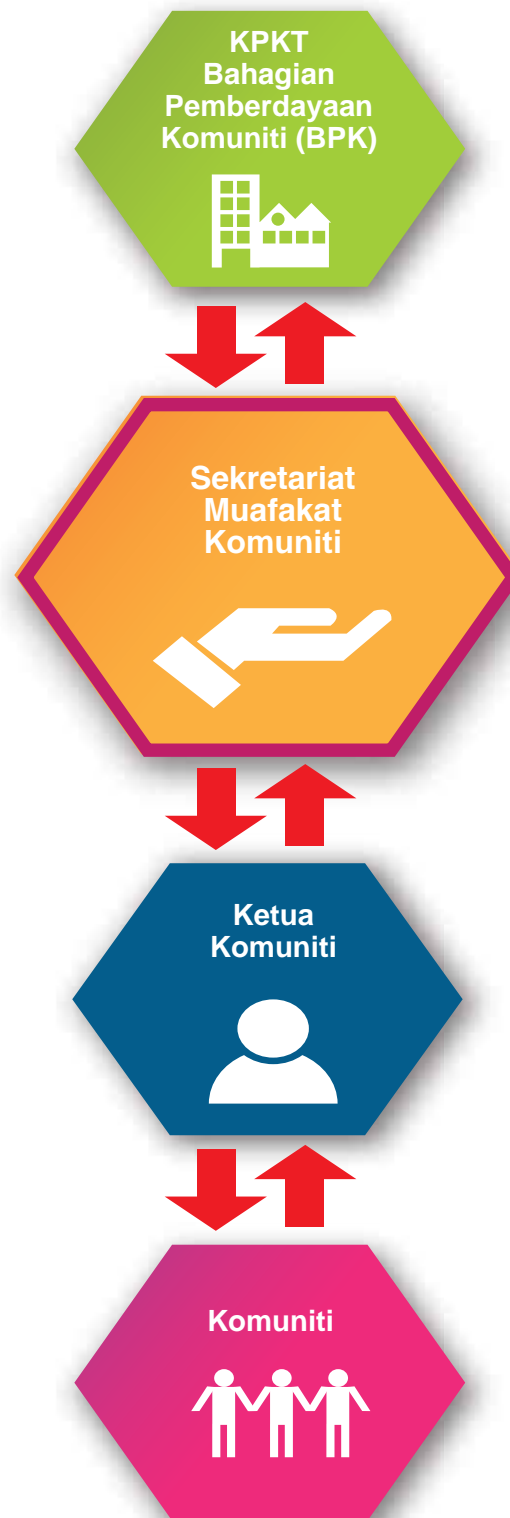 KPKT
Bahagian
Pemberdayaan
Komuniti (BPK)
Sekretariat
Muafakat
Komuniti
Ketua
Komuniti
Komuniti